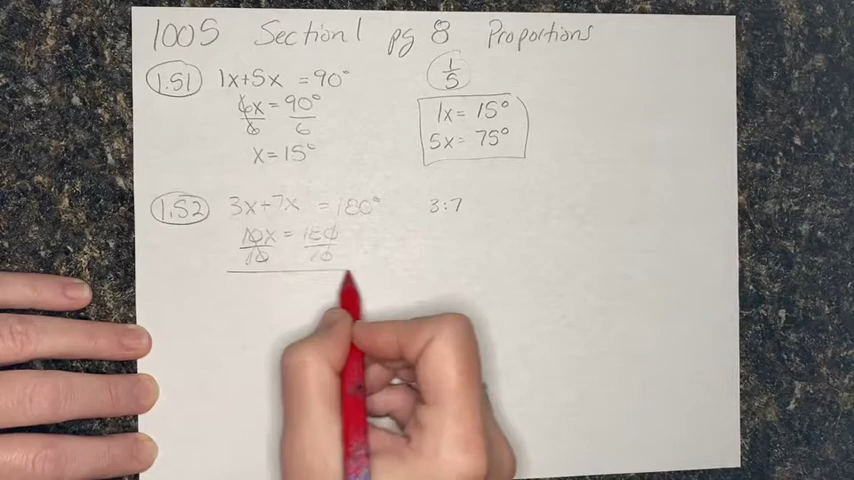 1005 Section 1 pg 8 Proportions
1.51 1x+5x = 90° 1/5
6x = 90° 1x = 15°
6 6 5x = 75°
x = 15°
1.52 3x+7x = 180° 3:7
10x = 180
10 10